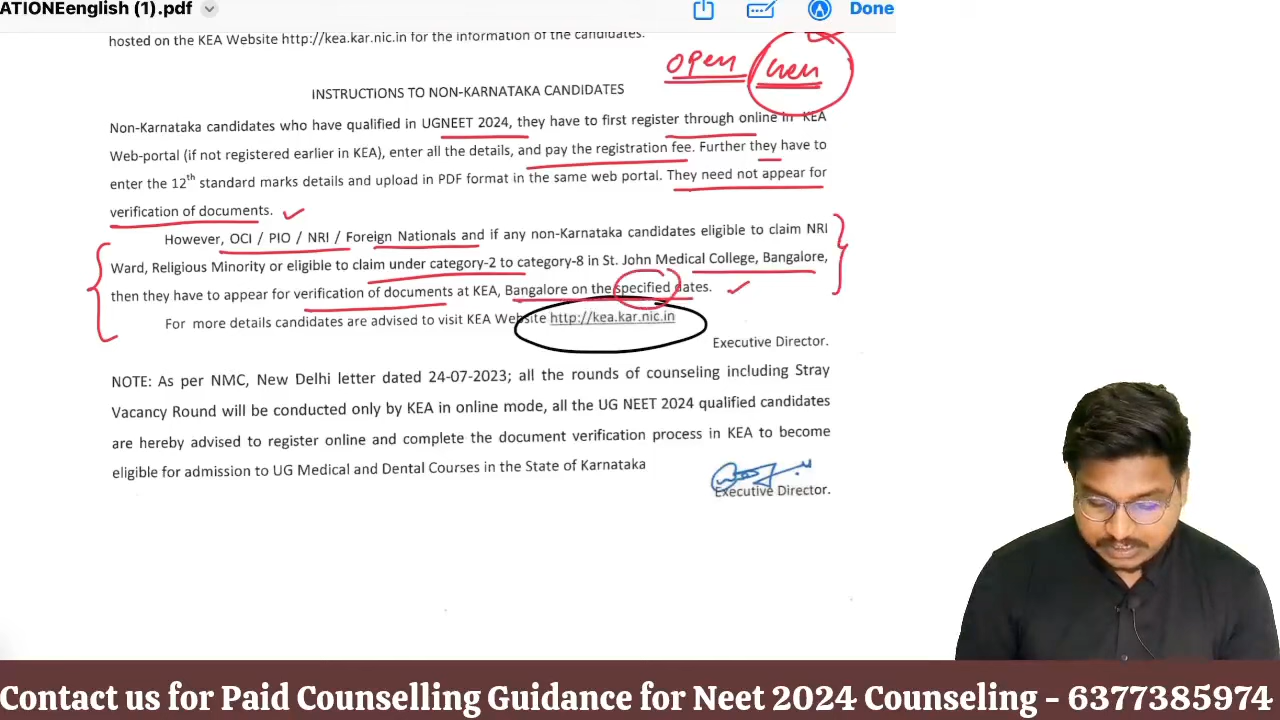 ATIONEenglish (1).pdf
Done
hosted on the KEA Website http://kea.kar.nic.in for the information of the candidates.
open
INSTRUCTIONS TO NON-KARNATAKA CANDIDATES
Non-Karnataka candidates who have qualified in UGNEET 2024, they have to first register through online in KEA
Web-portal (if not registered earlier in KEA), enter all the details, and pay the registration fee. Further they have to
enter the 12th standard marks details and upload in PDF format in the same web portal. They need not appear for
verification of documents.
However, OCI / PIO / NRI / Foreign Nationals and if any non-Karnataka candidates eligible to claim NRI
Ward, Religious Minority or eligible to claim under category-2 to category-8 in St. John Medical College, Bangalore,
then they have to appear for verification of documents at KEA, Bangalore on the specified dates.
For more details candidates are advised to visit KEA Website http://kea.kar.nic.in
Executive Director.
NOTE: As per NMC, New Delhi letter dated 24-07-2023; all the rounds of counseling including Stray
Vacancy Round will be conducted only by KEA in online mode, all the UG NEET 2024 qualified candidates
are hereby advised to register online and complete the document verification process in KEA to become
eligible for admission to UG Medical and Dental Courses in the State of Karnataka
Executive Director.
Contact us for Paid Counselling Guidance for Neet 2024 Counseling - 6377385974